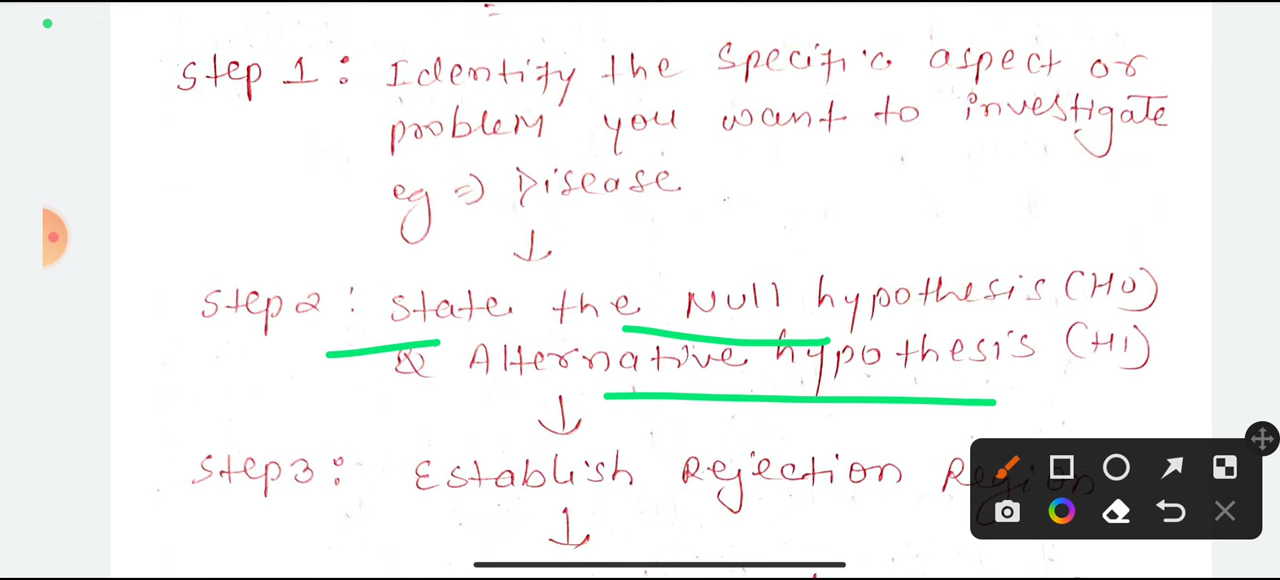 Step 1: Identify the specific aspect or
problem you want to investigate
eg => Disease
Step 2: State the Null hypothesis (H0)
& Alternative hypothesis (H1)
Step 3: Establish Rejection Region